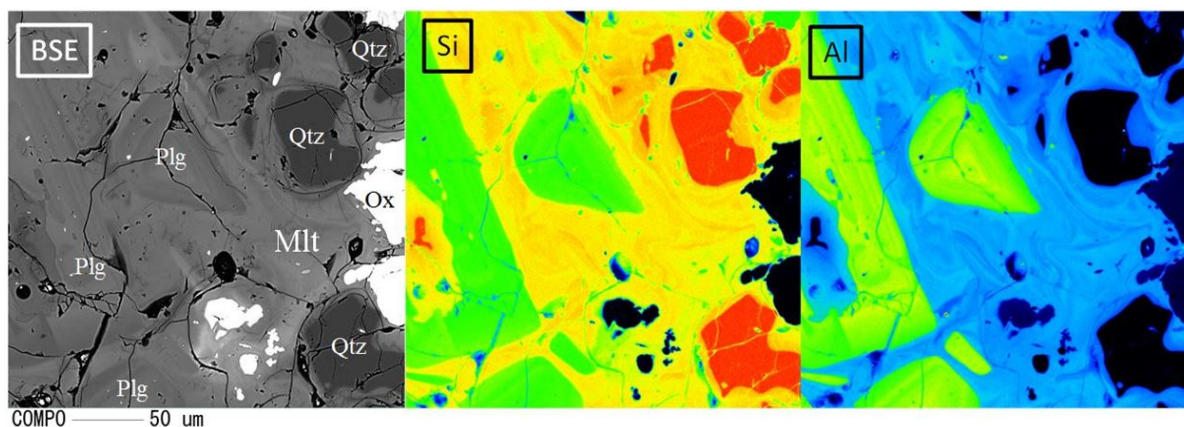 BSE
Si
Al
Qtz
Qtz
Plg
Ox
Mlt
Plg
Qtz
Plg
COMPO 50 um